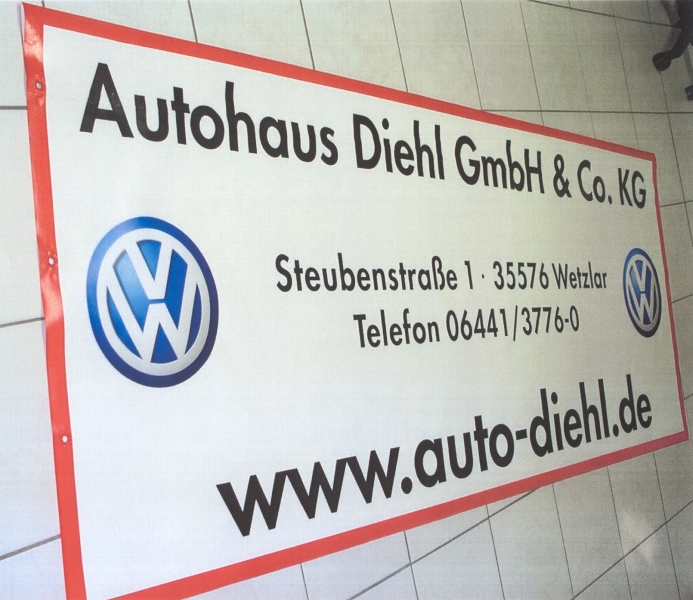 Autohaus Diehl GmbH & Co. KG
Steubenstraße 1 · 35576 Wetzlar
Telefon 06441/3776-0
www.auto-diehl.de